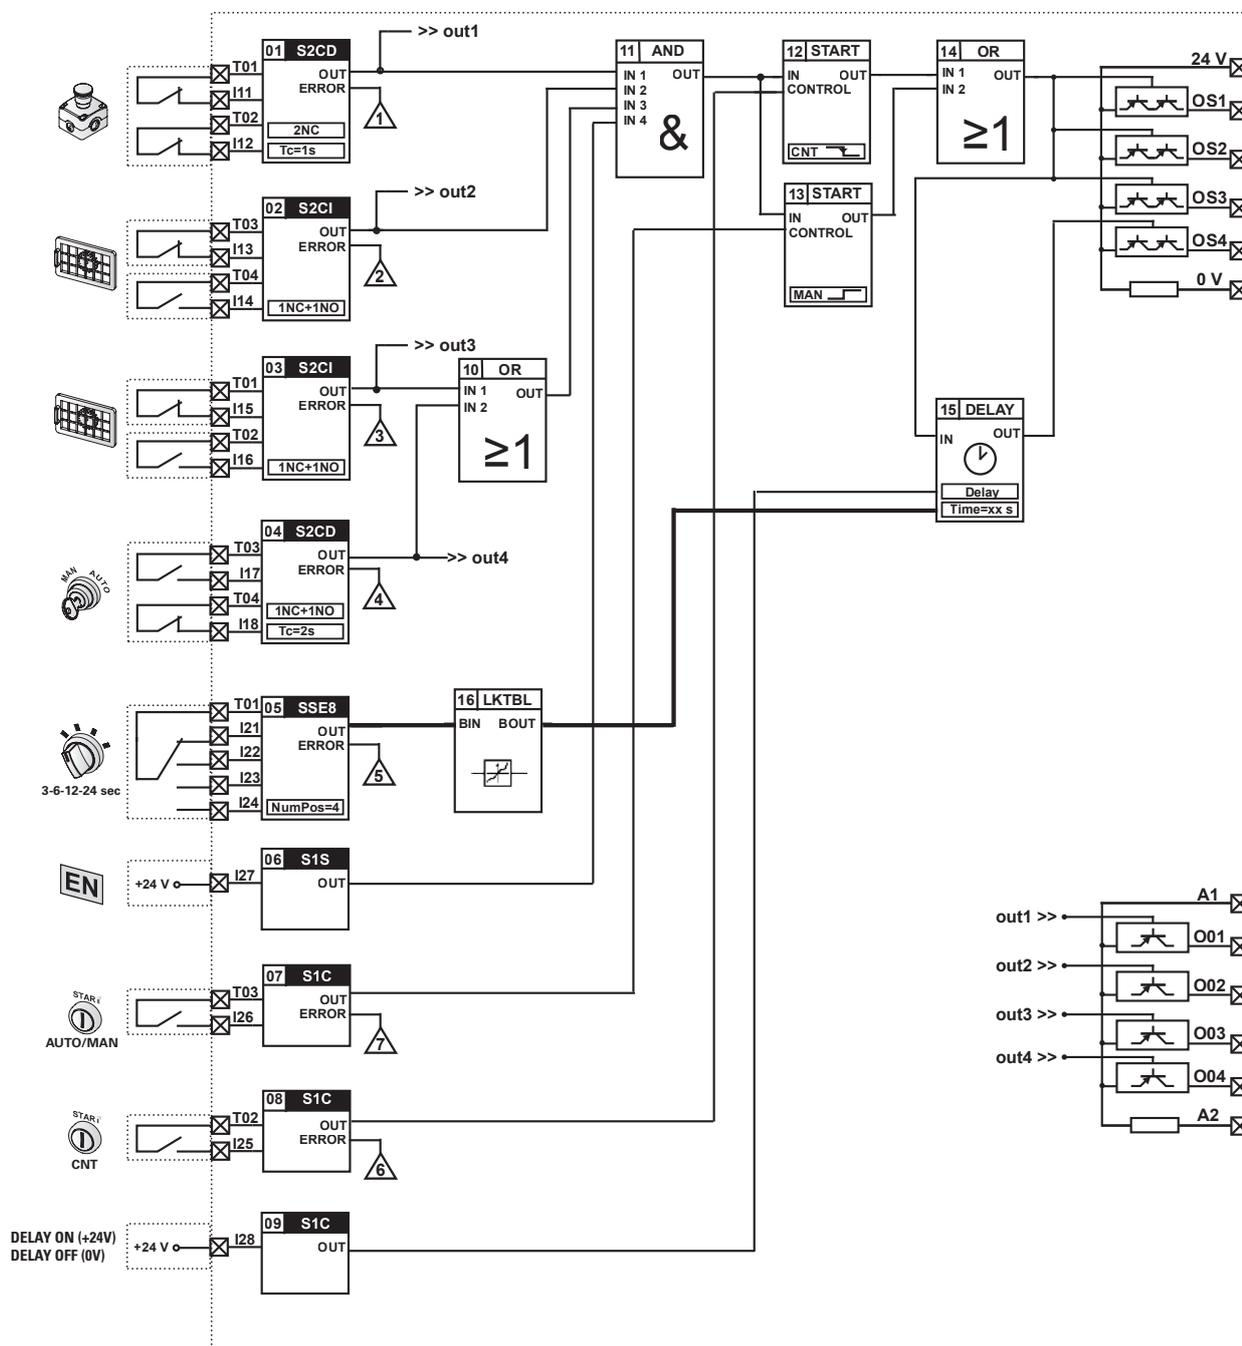 >> out1
01 S2CD
T01
OUT
I11
ERROR
1
T02
2NC
I12
Tc=1s
>> out2
02 S2CI
T03
OUT
I13
ERROR
2
T04
I14
1NC+1NO
>> out3
03 S2CI
T01
OUT
I15
ERROR
3
T02
I16
1NC+1NO
10 OR
IN 1
OUT
IN 2
≥1
04 S2CD
MAN AUTO
T03
OUT
>> out4
I17
ERROR
4
T04
1NC+1NO
I18
Tc=2s
05 SSE8
T01
I21
OUT
I22
ERROR
5
I23
3-6-12-24 sec
I24
NumPos=4
16 LKTBL
BIN BOUT
06 S1S
EN
+24 V
I27
OUT
07 S1C
START
T03
OUT
I26
ERROR
7
AUTO/MAN
08 S1C
START
T02
OUT
I25
ERROR
6
CNT
09 S1C
DELAY ON (+24V)
DELAY OFF (0V)
+24 V
I28
OUT
11 AND
IN 1 OUT
IN 2
IN 3
IN 4
&
12 START
IN OUT
CONTROL
CNT
13 START
IN OUT
CONTROL
MAN
14 OR
IN 1 OUT
IN 2
≥1
15 DELAY
IN OUT
Delay
Time=xx s
24 V
OS1
OS2
OS3
OS4
0 V
A1
out1 >>
O01
out2 >>
O02
out3 >>
O03
out4 >>
O04
A2